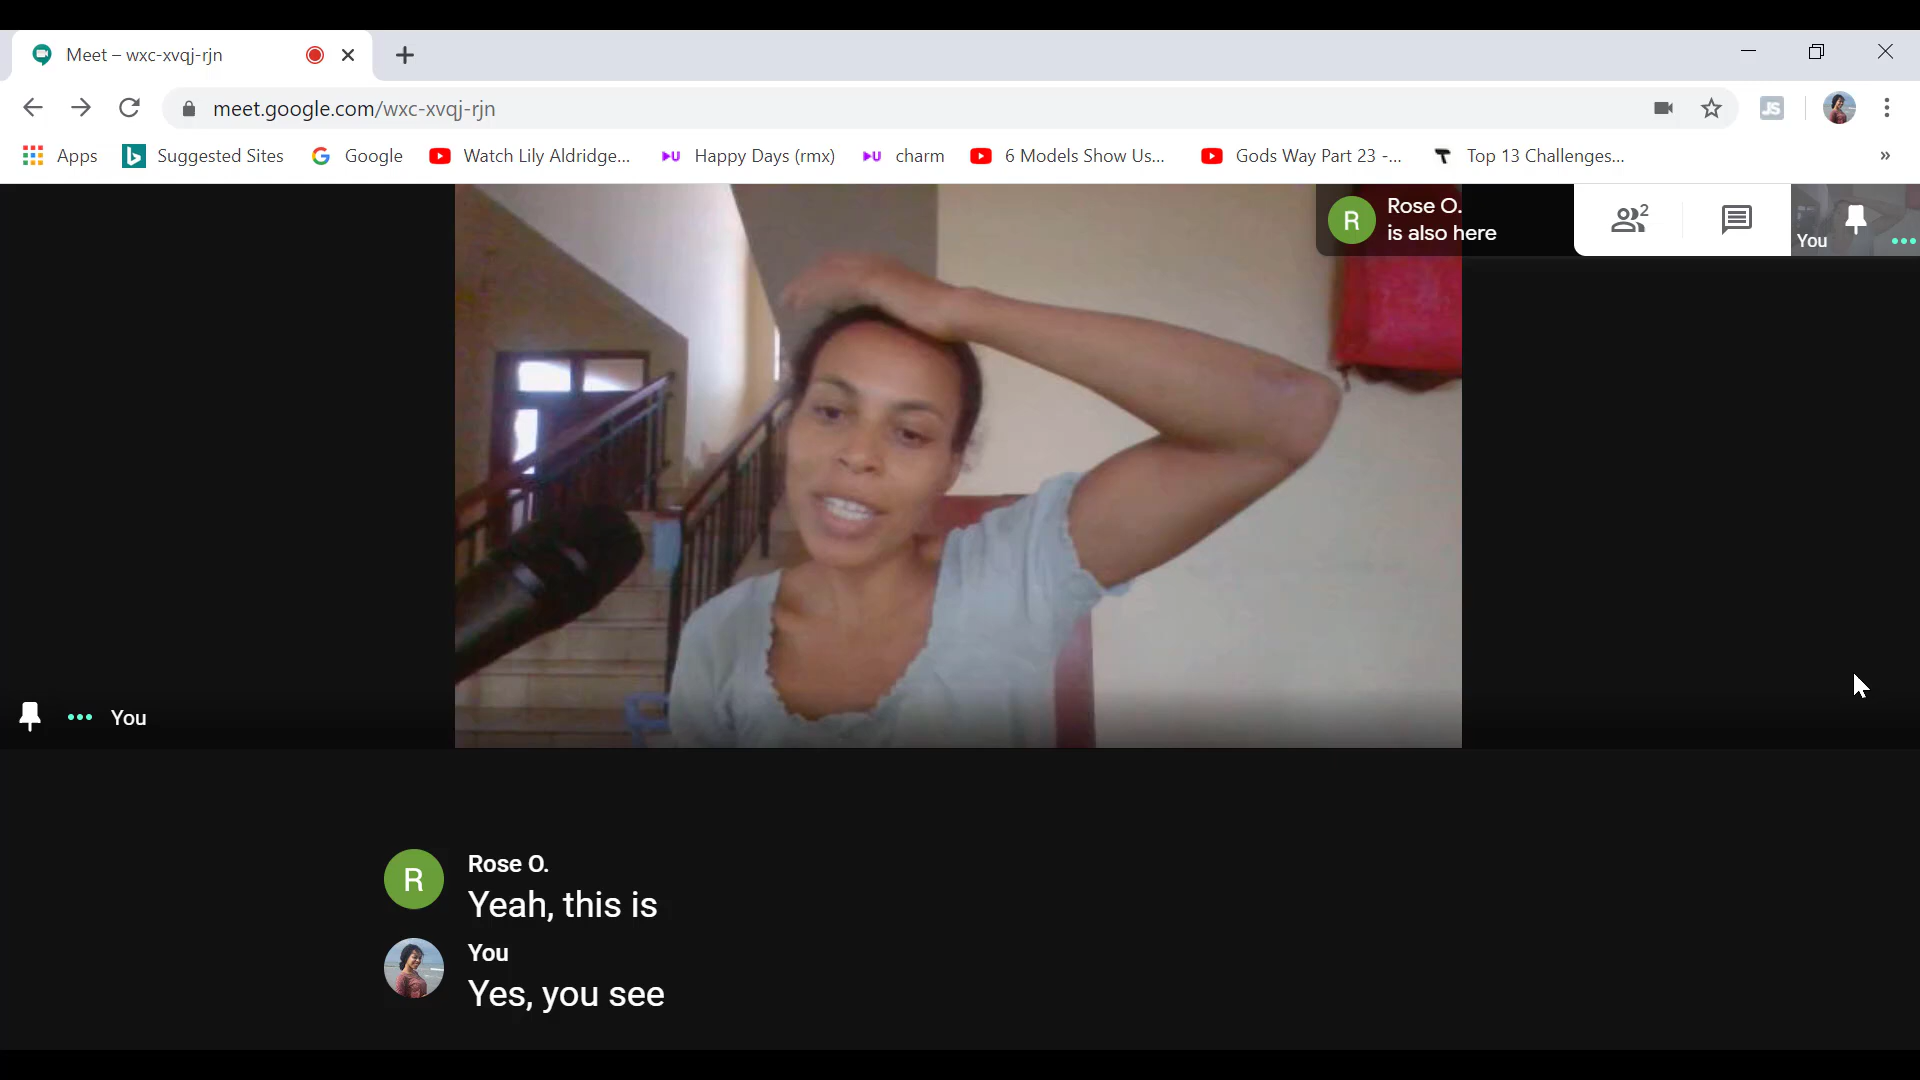 Meet – wxc-xvqj-rjn
meet.google.com/wxc-xvqj-rjn
JS
Apps
Suggested Sites
Google
Watch Lily Aldridge...
Happy Days (rmx)
charm
6 Models Show Us...
Gods Way Part 23 -...
Top 13 Challenges...
»
R
Rose O.
is also here
2
You
You
R
Rose O.
Yeah, this is
You
Yes, you see